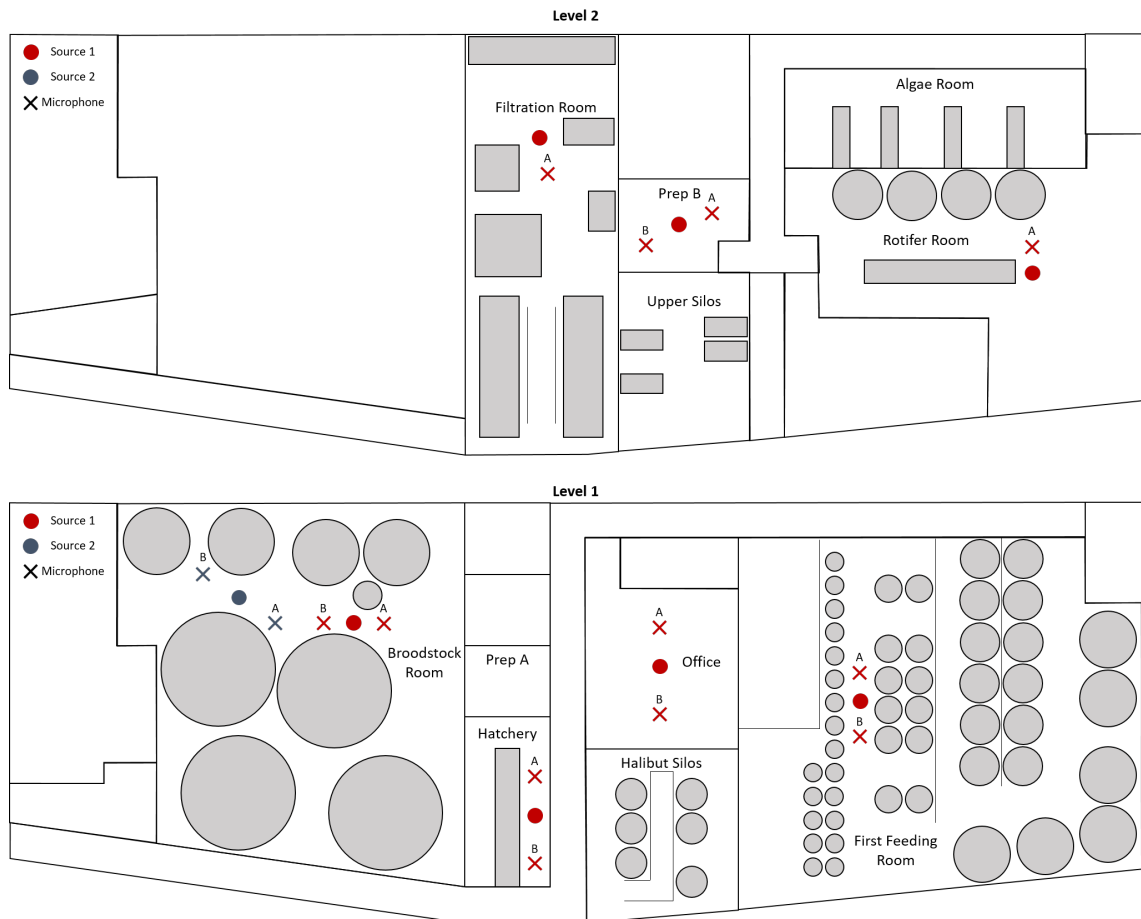 Level 2
Source 1
Source 2
Microphone
Filtration Room
A
Prep B
A
B
Upper Silos
Algae Room
Rotifer Room
A
Level 1
Source 1
Source 2
Microphone
B
A
B
A
Broodstock
Room
Prep A
Hatchery
A
B
A
Office
B
Halibut Silos
A
B
First Feeding
Room